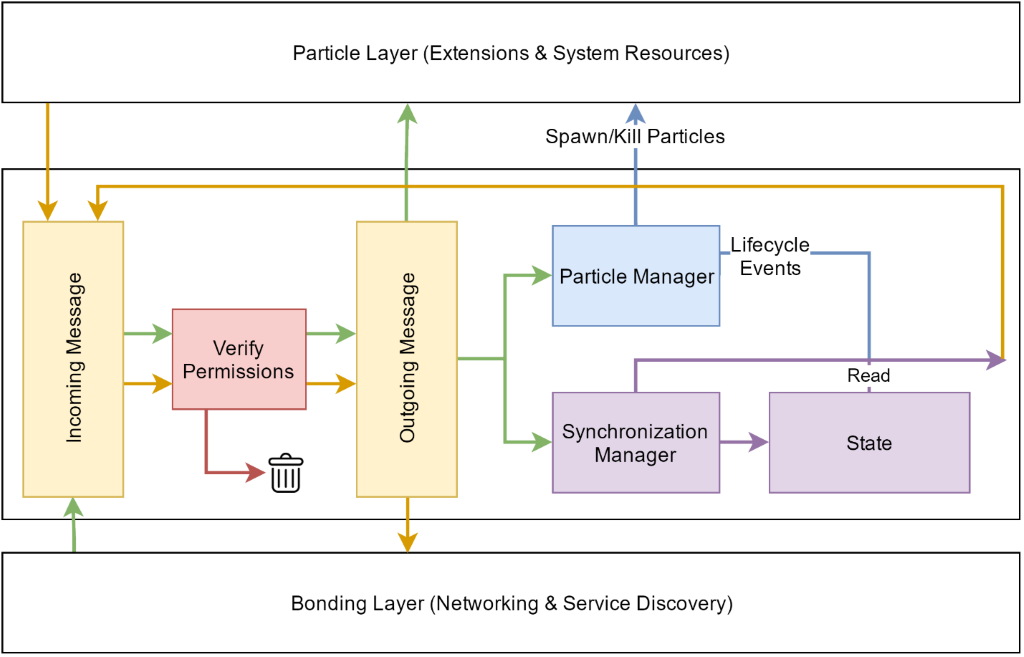 Particle Layer (Extensions & System Resources)
Spawn/Kill Particles
Incoming Message
Verify
Permissions
Outgoing Message
Particle Manager
Lifecycle
Events
Read
Synchronization
Manager
State
Bonding Layer (Networking & Service Discovery)